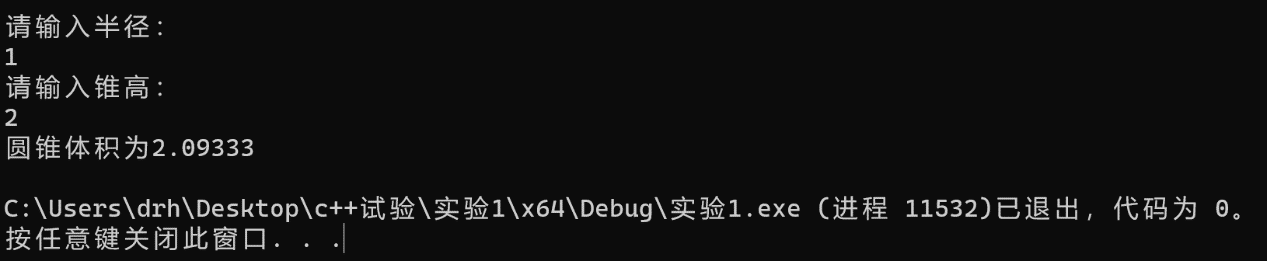 请输入半径：
1
请输入锥高：
2
圆锥体积为2.09333
C:\Users\drh\Desktop\c++试验\实验1\x64\Debug\实验1.exe (进程 11532)已退出，代码为 0。
按任意键关闭此窗口. . .